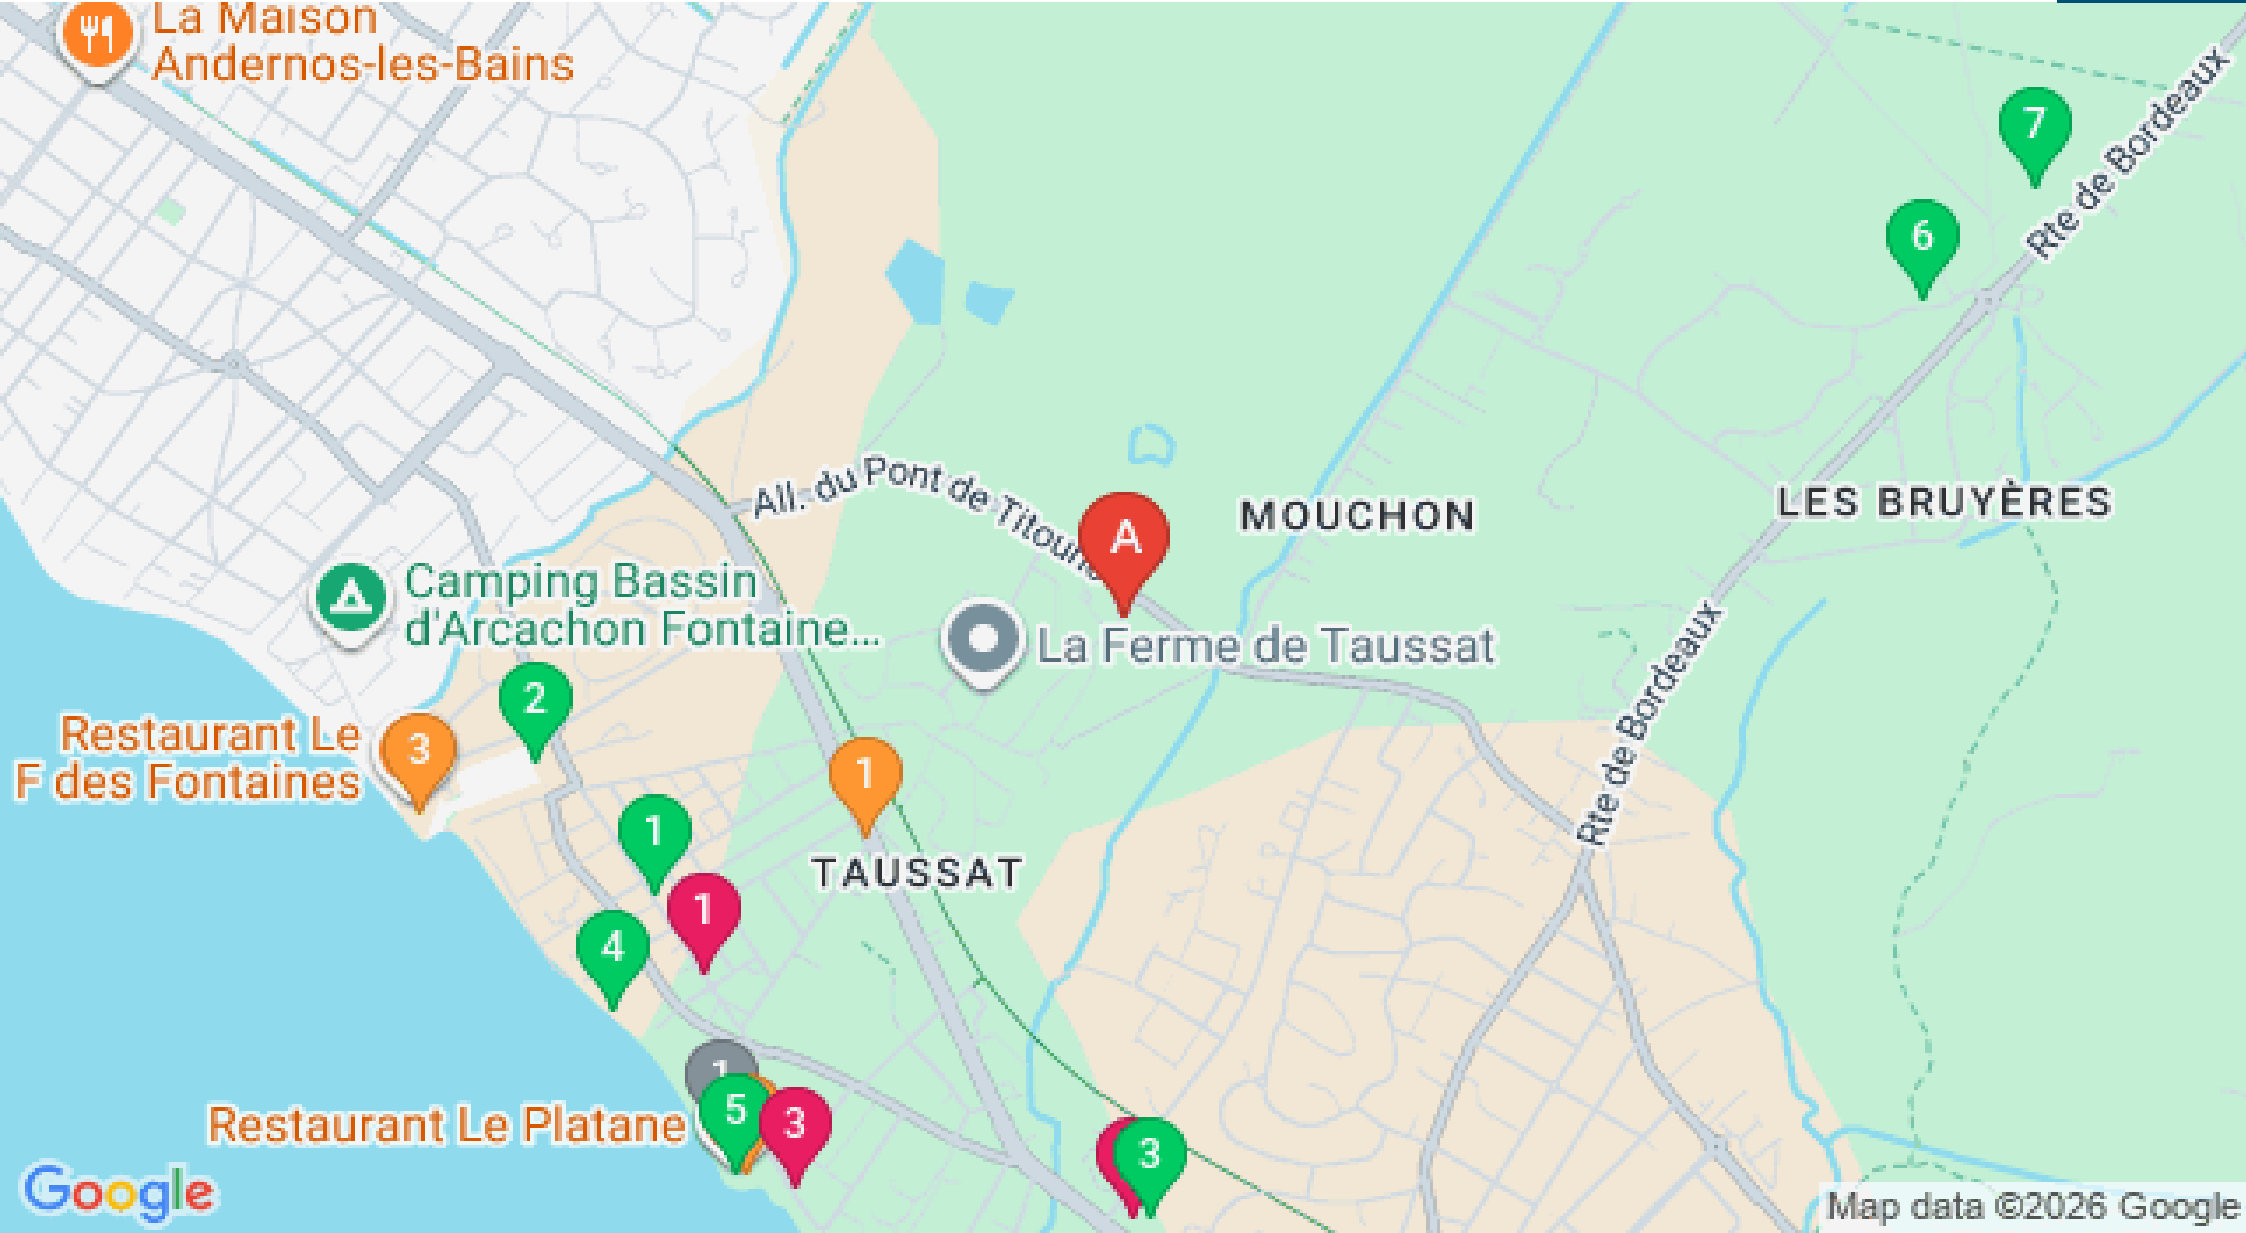 La Maison
Andernos-les-Bains
7
Rte de Bordeaux
6
All. du Pont de Titoune
A
MOUCHON
LES BRUYÈRES
Camping Bassin
d'Arcachon Fontaine...
La Ferme de Taussat
2
Restaurant Le
F des Fontaines
3
1
Rte de Bordeaux
1
TAUSSAT
1
4
1
5
3
Restaurant Le Platane
3
Google
Map data ©2026 Google